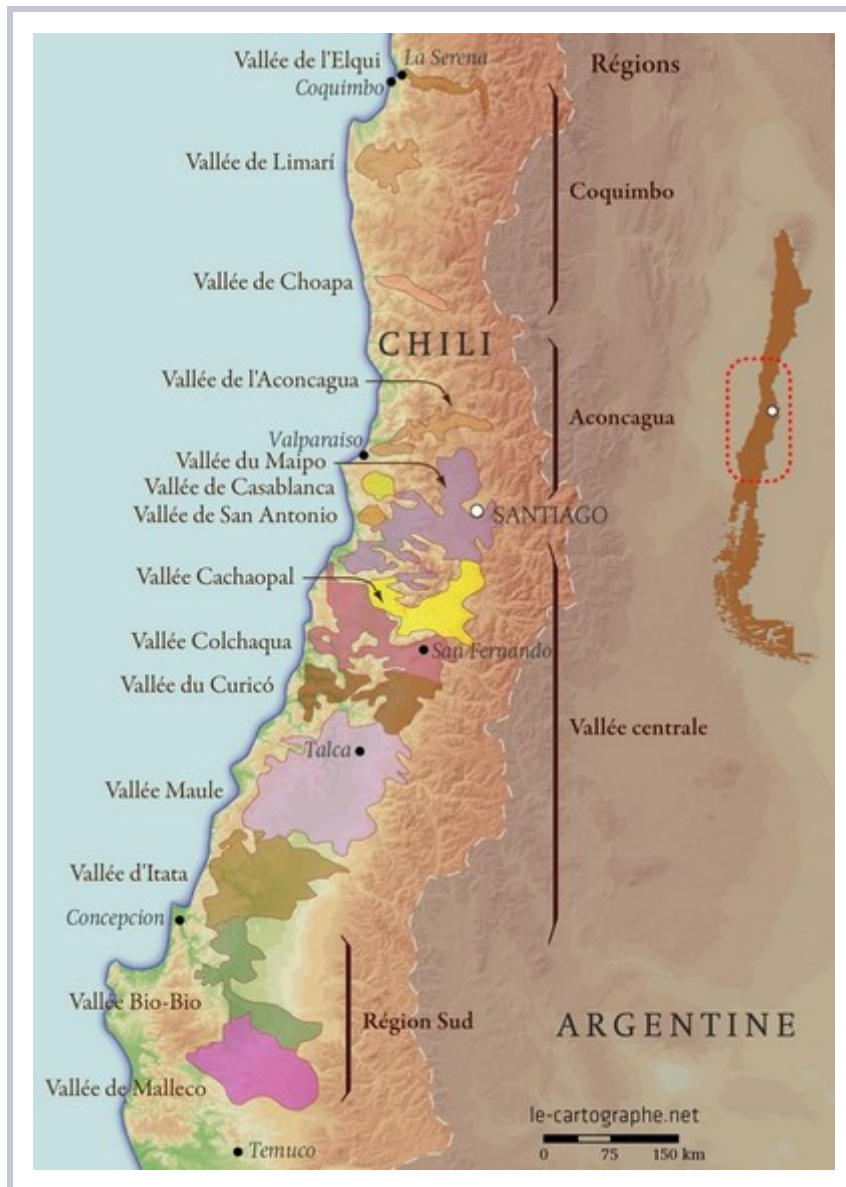 Vallée de l'Elqui
La Serena
Coquimbo
Régions
Vallée de Limarí
Coquimbo
Vallée de Choapa
CHILI
Vallée de l'Aconcagua
Aconcagua
Valparaiso
Vallée du Maipo
Vallée de Casablanca
Vallée de San Antonio
SANTIAGO
Vallée Cachaopal
Vallée Colchaqua
San Fernando
Vallée du Curicó
Vallée centrale
Talca
Vallée Maule
Vallée d'Itata
Concepcion
Vallée Bio-Bio
Région Sud
ARGENTINE
Vallée de Malleco
le-cartographe.net
0 75 150 km
Temuco